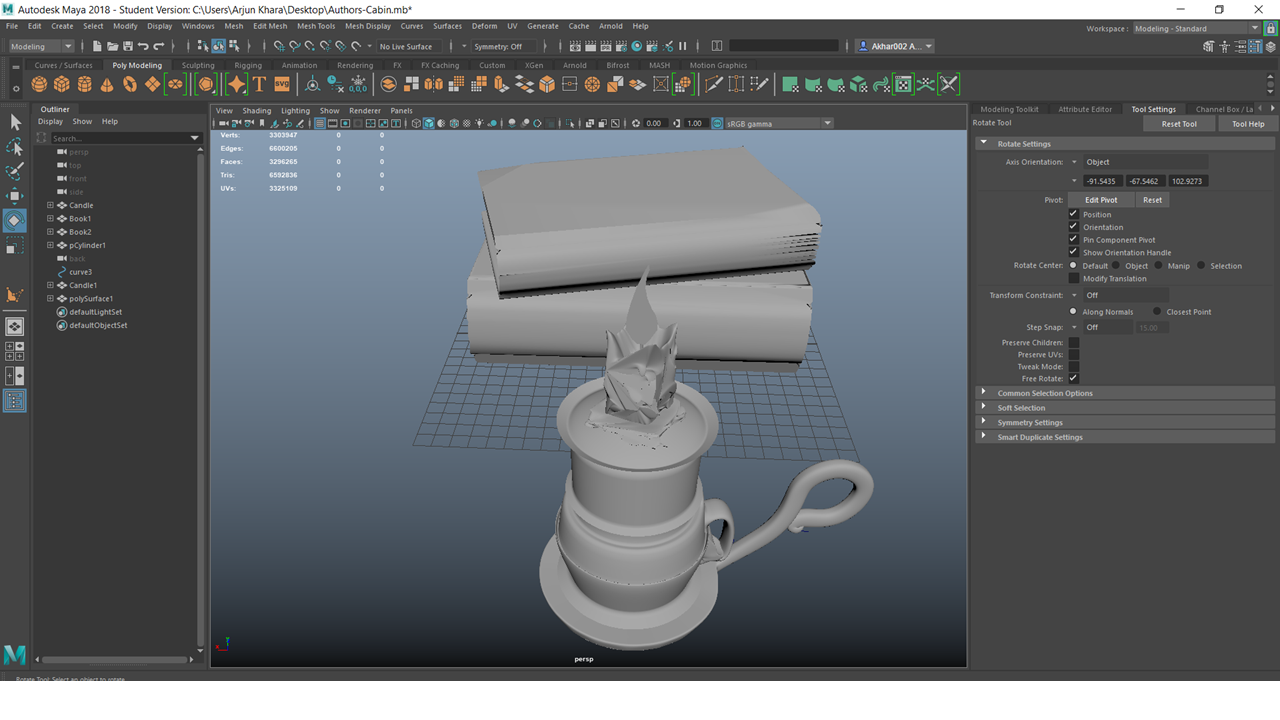 Autodesk Maya 2018 - Student Version: C:\Users\Arjun Khara\Desktop\Authors-Cabin.mb*
File Edit Create Select Modify Display Windows Mesh Edit Mesh Mesh Tools Mesh Display Curves Surfaces Deform UV Generate Cache Arnold Help
Workspace : Modeling - Standard
Modeling No Live Surface Symmetry: Off Akhar002 A...
Curves / Surfaces Poly Modeling Sculpting Rigging Animation Rendering FX FX Caching Custom XGen Arnold Bifrost MASH Motion Graphics
T SVG 0,0,0
Outliner
Display Show Help
Search...
persp
top
front
side
Candle
Book1
Book2
pCylinder1
back
curve3
Candle1
polySurface1
defaultLightSet
defaultObjectSet
View Shading Lighting Show Renderer Panels
0.00 1.00 sRGB gamma
Verts: 3303947 0 0
Edges: 6600205 0 0
Faces: 3296265 0 0
Tris: 6592836 0 0
UVs: 3325109 0 0
persp
Modeling Toolkit Attribute Editor Tool Settings Channel Box / La
Rotate Tool Reset Tool Tool Help
Rotate Settings
Axis Orientation: Object
-91.5435 -67.5462 102.9273
Pivot: Edit Pivot Reset
Position
Orientation
Pin Component Pivot
Show Orientation Handle
Rotate Center: Default Object Manip Selection
Modify Translation
Transform Constraint: Off
Along Normals Closest Point
Step Snap: Off 15.00
Preserve Children:
Preserve UVs:
Tweak Mode:
Free Rotate:
Common Selection Options
Soft Selection
Symmetry Settings
Smart Duplicate Settings
Rotate Tool: Select an object to rotate.